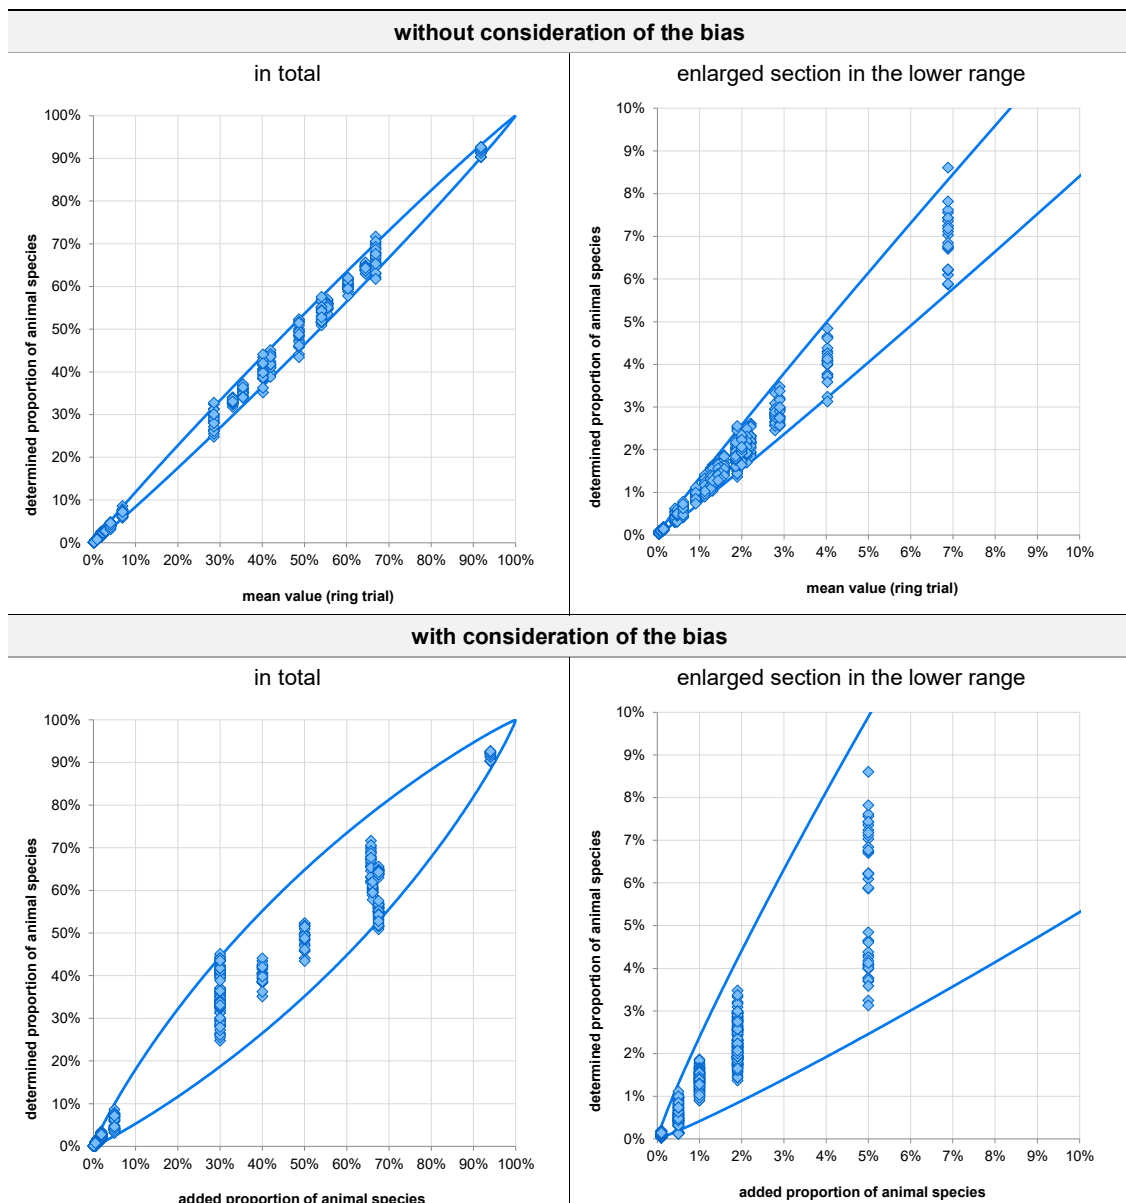 without consideration of the bias
in total
enlarged section in the lower range
100%
90%
80%
70%
60%
50%
40%
30%
20%
10%
0%
determined proportion of animal species
0% 10% 20% 30% 40% 50% 60% 70% 80% 90% 100%
mean value (ring trial)
10%
9%
8%
7%
6%
5%
4%
3%
2%
1%
0%
determined proportion of animal species
0% 1% 2% 3% 4% 5% 6% 7% 9% 9% 10%
mean value (ring trial)
with consideration of the bias
in total
enlarged section in the lower range
100%
90%
80%
70%
60%
50%
40%
30%
20%
10%
0%
determined proportion of animal species
0% 10% 20% 30% 40% 50% 60% 70% 80% 90% 100%
added proportion of animal species
10%
9%
8%
7%
6%
5%
4%
3%
2%
1%
0%
determined proportion of animal species
0% 1% 2% 3% 4% 5% 6% 7% 8% 9% 10%
added proportion of animal species